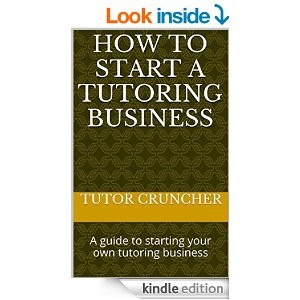 Look inside
HOW TO
START A
TUTORING
BUSINESS
TUTOR CRUNCHER
A guide to starting your
own tutoring business
kindle edition